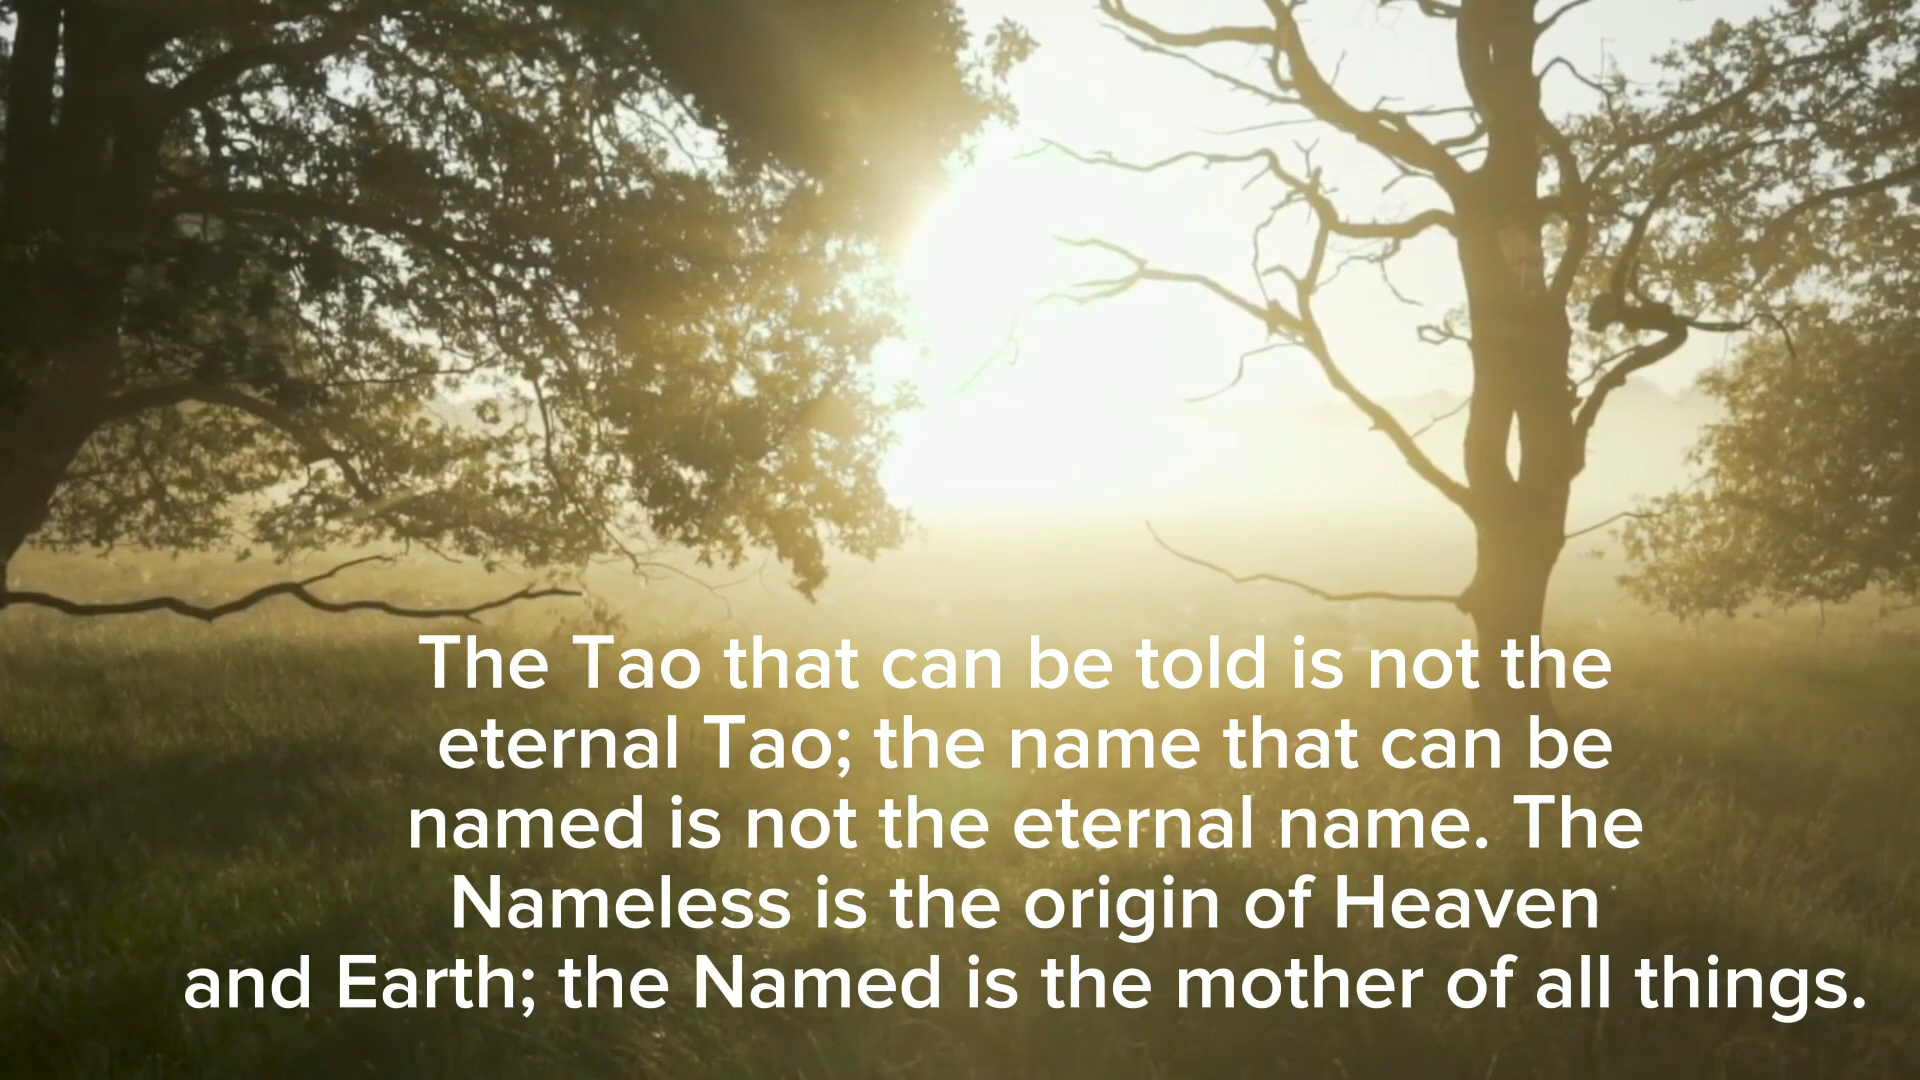 The Tao that can be told is not the
eternal Tao; the name that can be
named is not the eternal name. The
Nameless is the origin of Heaven
and Earth; the Named is the mother of all things.